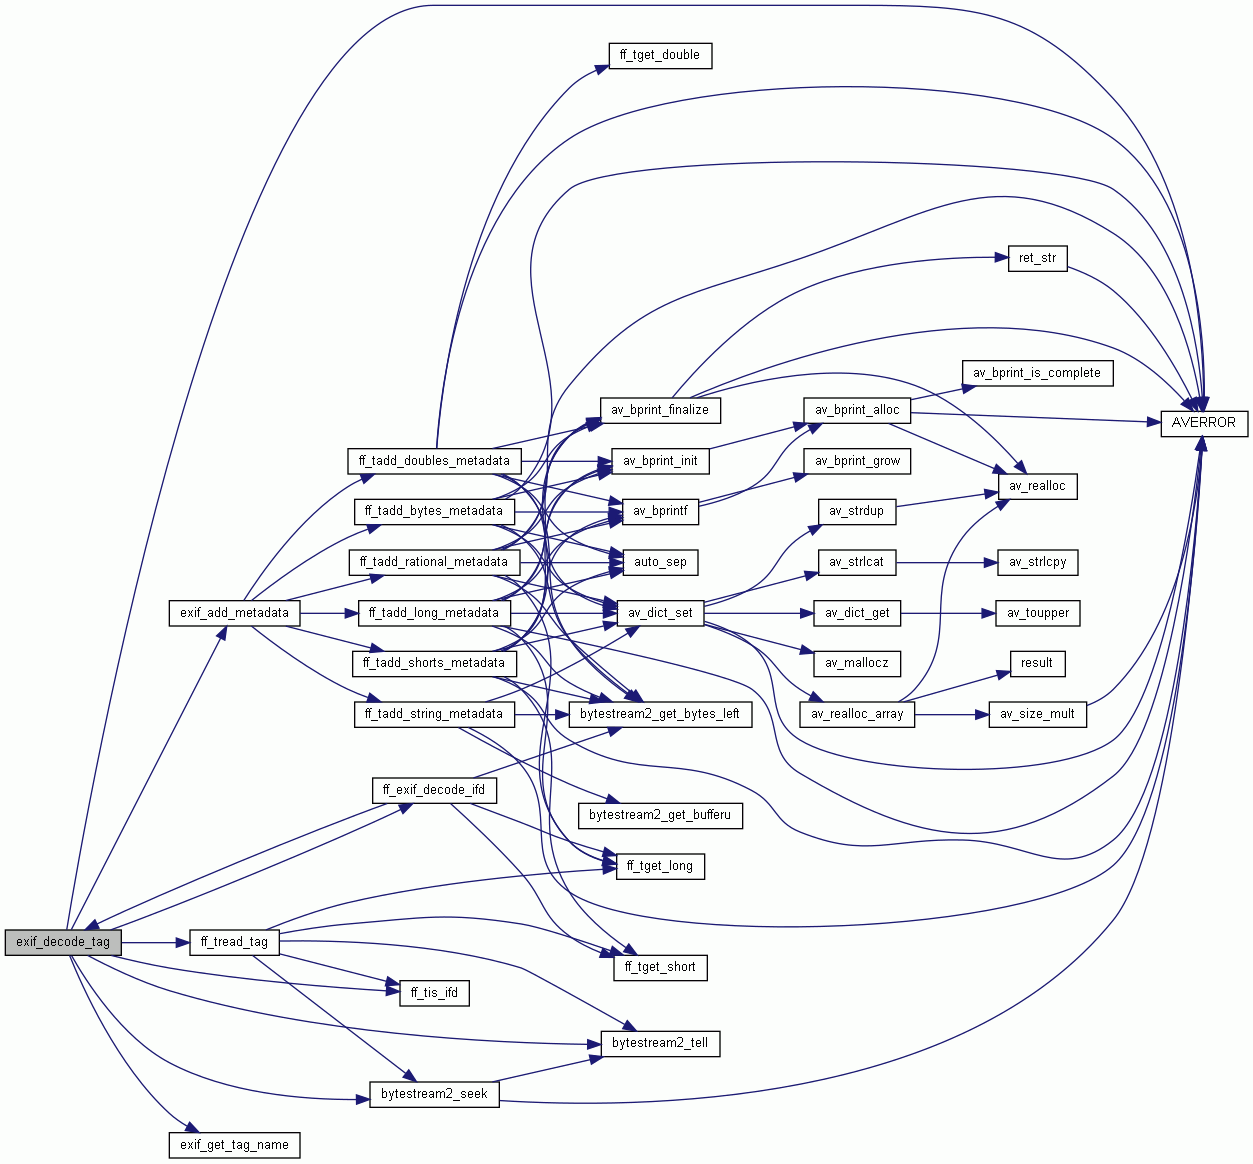 ff_tget_double
ret_str
av_bprint_is_complete
av_bprint_finalize
av_bprint_alloc
AVERROR
ff_tadd_doubles_metadata
av_bprint_init
av_bprint_grow
av_realloc
ff_tadd_bytes_metadata
av_bprintf
av_strdup
ff_tadd_rational_metadata
auto_sep
av_strlcat
av_strlcpy
exif_add_metadata
ff_tadd_long_metadata
av_dict_set
av_dict_get
av_toupper
ff_tadd_shorts_metadata
av_mallocz
result
ff_tadd_string_metadata
bytestream2_get_bytes_left
av_realloc_array
av_size_mult
ff_exif_decode_ifd
bytestream2_get_bufferu
ff_tget_long
exif_decode_tag
ff_tread_tag
ff_tget_short
ff_tis_ifd
bytestream2_tell
bytestream2_seek
exif_get_tag_name